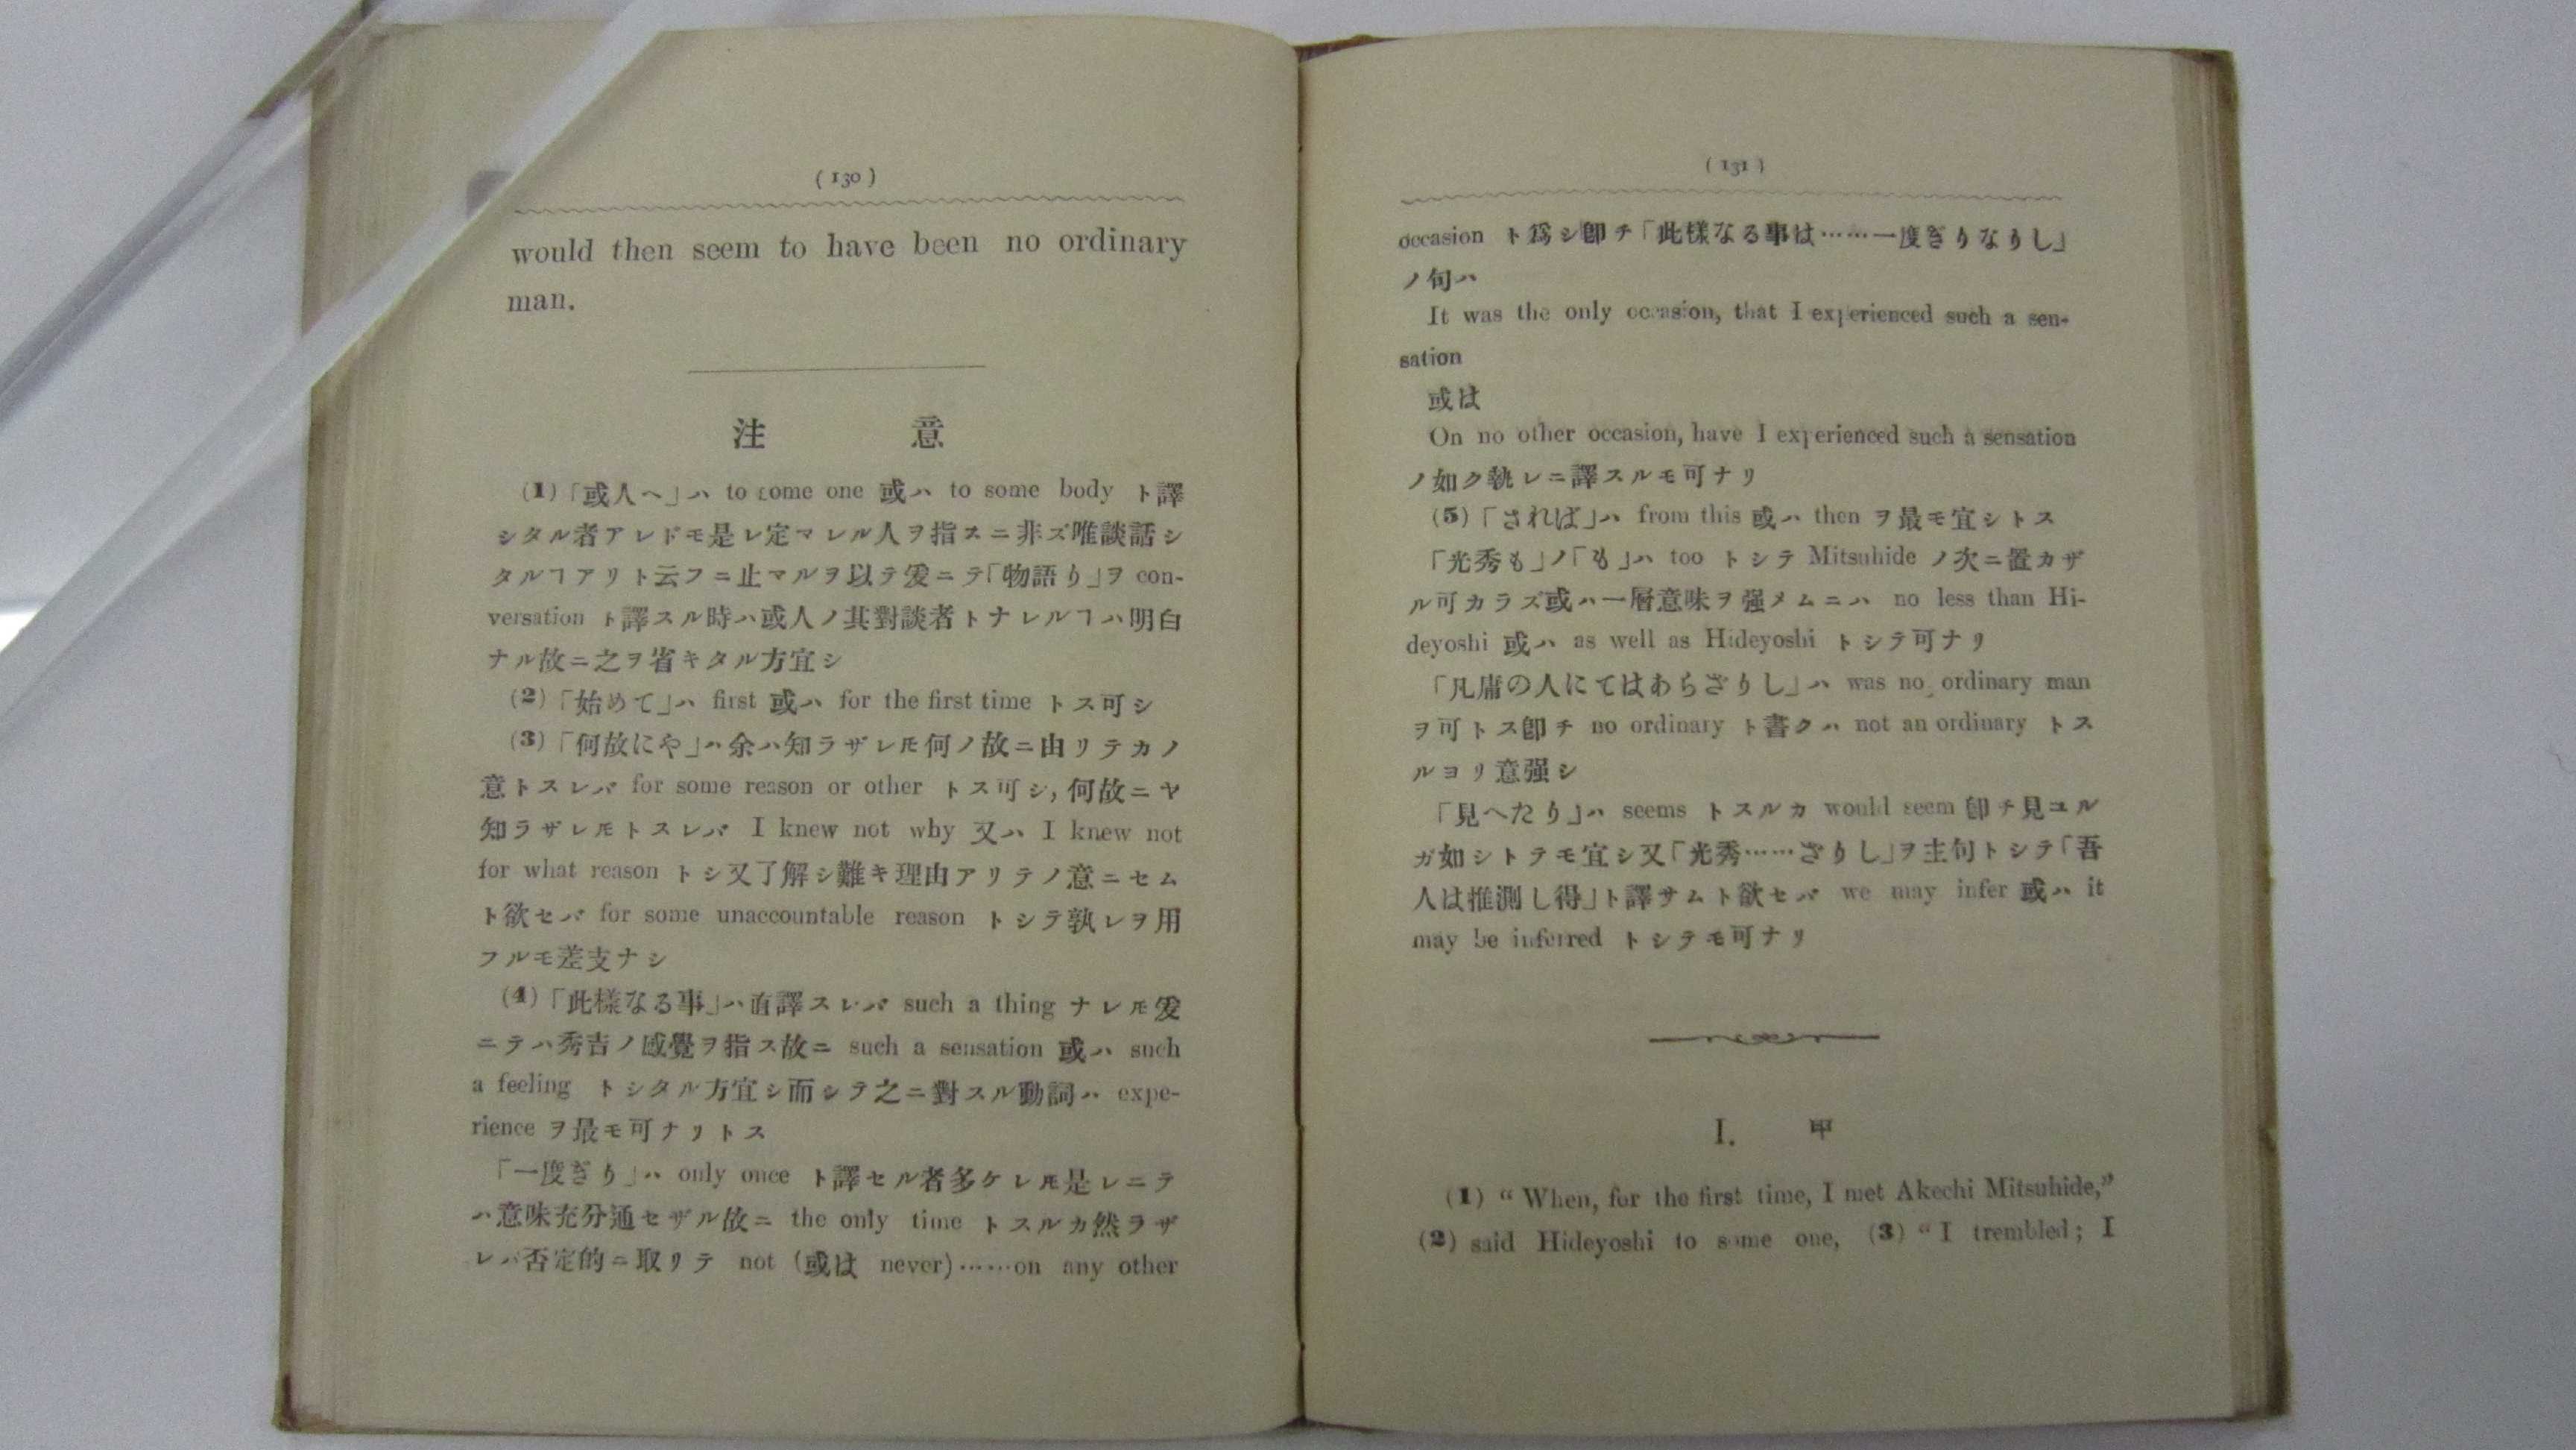 (130)
would then seem to have been no ordinary
man.
注 意
(1)「或人へ」ハ to come one 或ハ to some body ト譯
シタル者アレドモ是レ定マレル人ヲ指スニ非ズ唯談話シ
タルヿアリト云フニ止マルヲ以テ爰ニテ「物語り」ヲ con-
versation ト譯スル時ハ或人ノ其對談者トナレルヿハ明白
ナル故ニ之ヲ省キタル方宜シ
(2)「始めて」ハ first 或ハ for the first time トス可シ
(3)「何故にや」ハ余ハ知ラザレ𪜈何ノ故ニ由リテカノ
意トスレバ for some reason or other トス可シ, 何故ニヤ
知ラザレ𪜈トスレバ I knew not why 又ハ I knew not
for what reason トシ又了解シ難キ理由アリテノ意ニセム
ト欲セバ for some unaccountable reason トシテ孰レヲ用
フルモ差支ナシ
(4)「此樣なる事」ハ直譯スレバ such a thing ナレ𪜈爰
ニテハ秀吉ノ感覺ヲ指ス故ニ such a sensation 或ハ such
a feeling トシタル方宜シ而シテ之ニ對スル動詞ハ expe-
rience ヲ最モ可ナリトス
「一度ぎり」ハ only once ト譯セル者多ケレ𪜈是レニテ
ハ意味充分通セザル故ニ the only time トスルカ然ラザ
レバ否定的ニ取リテ not (或は never)……on any other
(131)
occasion ト爲シ卽チ「此樣なる事は……一度ぎりなりし」
ノ句ハ
It was the only occasion, that I experienced such a sen-
sation
或は
On no other occasion, have I experienced such a sensation
ノ如ク孰レニ譯スルモ可ナリ
(5)「されば」ハ from this 或ハ then ヲ最モ宜シトス
「光秀も」ノ「も」ハ too トシテ Mitsuhide ノ次ニ置カザ
ル可カラズ或ハ一層意味ヲ强メムニハ no less than Hi-
deyoshi 或ハ as well as Hideyoshi トシテ可ナリ
「凡庸の人にてはあらざりし」ハ was no ordinary man
ヲ可トス卽チ no ordinary ト書クハ not an ordinary トス
ルヨリ意强シ
「見へたり」ハ seems トスルカ would seem 卽チ見ユル
ガ如シトテモ宜シ又「光秀……ざりし」ヲ主句トシテ「吾
人は推測し得」ト譯サムト欲セバ we may infer 或ハ it
may be inferred トシテモ可ナリ
I. 甲
(1) “When, for the first time, I met Akechi Mitsuhide,”
(2) said Hideyoshi to some one, (3) “I trembled; I